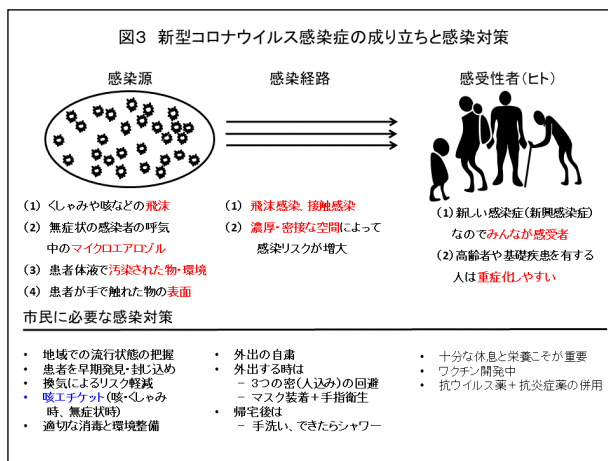 図3 新型コロナウイルス感染症の成り立ちと感染対策
感染源
感染経路
感受性者(ヒト)
(1) くしゃみや咳などの飛沫
(2) 無症状の感染者の呼気
中のマイクロエアロゾル
(3) 患者体液で汚染された物・環境
(4) 患者が手で触れた物の表面
(1) 飛沫感染、接触感染
(2) 濃厚・密接な空間によって
感染リスクが増大
(1) 新しい感染症(新興感染症)
なのでみんなが感受者
(2) 高齢者や基礎疾患を有する
人は重症化しやすい
市民に必要な感染対策
• 地域での流行状態の把握
• 患者を早期発見・封じ込め
• 換気によるリスク軽減
• 咳エチケット(咳・くしゃみ
時、無症状時)
• 適切な消毒と環境整備
• 外出の自粛
• 外出する時は
– 3つの密(人込み)の回避
– マスク装着+手指衛生
• 帰宅後は
– 手洗い、できたらシャワー
• 十分な休息と栄養こそが重要
• ワクチン開発中
• 抗ウイルス薬+抗炎症薬の併用